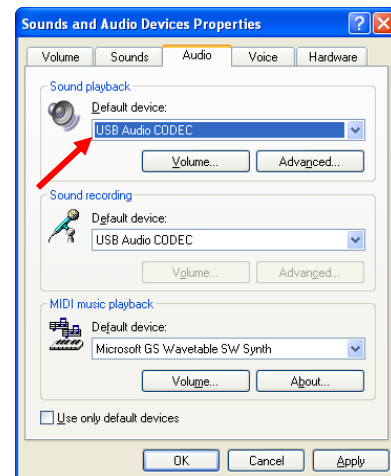 Sounds and Audio Devices Properties
Volume Sounds Audio Voice Hardware
Sound playback
Default device:
USB Audio CODEC
Volume... Advanced...
Sound recording
Default device:
USB Audio CODEC
Volume... Advanced...
MIDI music playback
Default device:
Microsoft GS Wavetable SW Synth
Volume... About...
Use only default devices
OK Cancel Apply